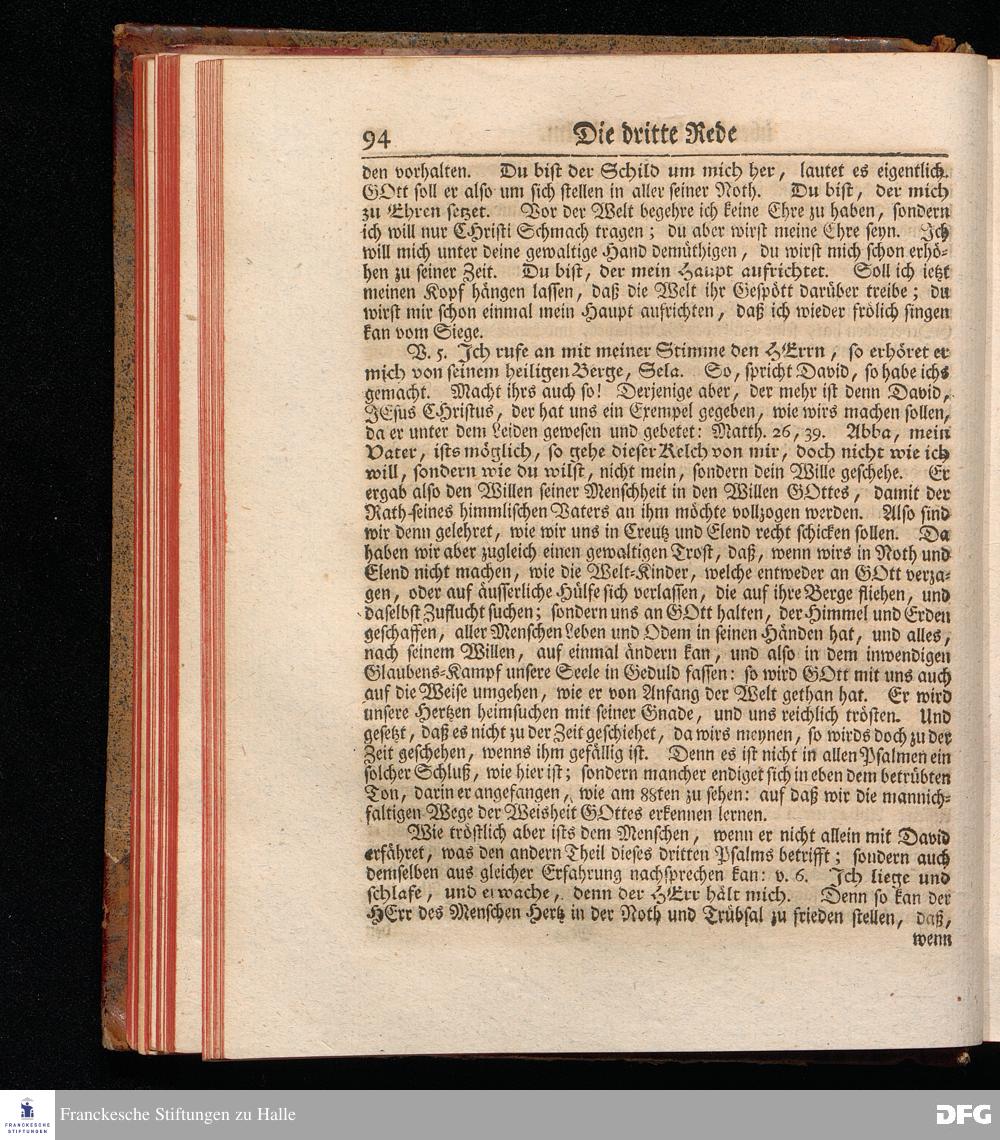 94 Die dritte Rede
den vorhalten. Du bist der Schild um mich her, lautet es eigentlich.
GOtt soll er also um sich stellen in aller seiner Noth. Du bist, der mich
zu Ehren setzet. Vor der Welt begehre ich keine Ehre zu haben, sondern
ich will nur CHristi Schmach tragen; du aber wirst meine Ehre seyn. Ich
will mich unter deine gewaltige Hand demüthigen, du wirst mich schon erhö-
hen zu seiner Zeit. Du bist, der mein Haupt aufrichtet. Soll ich ietzt
meinen Kopf hängen lassen, daß die Welt ihr Gespött darüber treibe; du
wirst mir schon einmal mein Haupt aufrichten, daß ich wieder frölich singen
kan vom Siege.
V. 5. Ich rufe an mit meiner Stimme den HErrn, so erhöret er
mich von seinem heiligen Berge, Sela. So, spricht David, so habe ichs
gemacht. Macht ihrs auch so! Derjenige aber, der mehr ist denn David,
JEsus CHristus, der hat uns ein Exempel gegeben, wie wirs machen sollen,
da er unter dem Leiden gewesen und gebetet: Matth. 26, 39. Abba, mein
Vater, ists möglich, so gehe dieser Kelch von mir, doch nicht wie ich
will, sondern wie du wilst, nicht mein, sondern dein Wille geschehe. Er
ergab also den Willen seiner Menschheit in den Willen GOttes, damit der
Rath seines himmlischen Vaters an ihm möchte vollzogen werden. Also sind
wir denn gelehret, wie wir uns in Creutz und Elend recht schicken sollen. Da
haben wir aber zugleich einen gewaltigen Trost, daß, wenn wirs in Noth und
Elend nicht machen, wie die Welt-Kinder, welche entweder an GOtt verza-
gen, oder auf äusserliche Hülfe sich verlassen, die auf ihre Berge fliehen, und
daselbst Zuflucht suchen; sondern uns an GOtt halten, der Himmel und Erden
geschaffen, aller Menschen Leben und Odem in seinen Händen hat, und alles,
nach seinem Willen, auf einmal ändern kan, und also in dem inwendigen
Glaubens-Kampf unsere Seele in Geduld fassen: so wird GOtt mit uns auch
auf die Weise umgehen, wie er von Anfang der Welt gethan hat. Er wird
unsere Hertzen heimsuchen mit seiner Gnade, und uns reichlich trösten. Und
gesetzt, daß es nicht zu der Zeit geschiehet, da wirs meynen, so wirds doch zu der
Zeit geschehen, wenns ihm gefällig ist. Denn es ist nicht in allen Psalmen ein
solcher Schluß, wie hier ist; sondern mancher endiget sich in eben dem betrübten
Ton, darin er angefangen, wie am 88ten zu sehen: auf daß wir die mannich-
faltigen Wege der Weisheit GOttes erkennen lernen.
Wie tröstlich aber ists dem Menschen, wenn er nicht allein mit David
erfähret, was den andern Theil dieses dritten Psalms betrifft; sondern auch
demselben aus gleicher Erfahrung nachsprechen kan: v. 6. Ich liege und
schlafe, und erwache, denn der HErr hält mich. Denn so kan der
HErr des Menschen Hertz in der Noth und Trübsal zu frieden stellen, daß,
wenn
FRANCKESCHE
STIFTUNGEN
Franckesche Stiftungen zu Halle
DFG